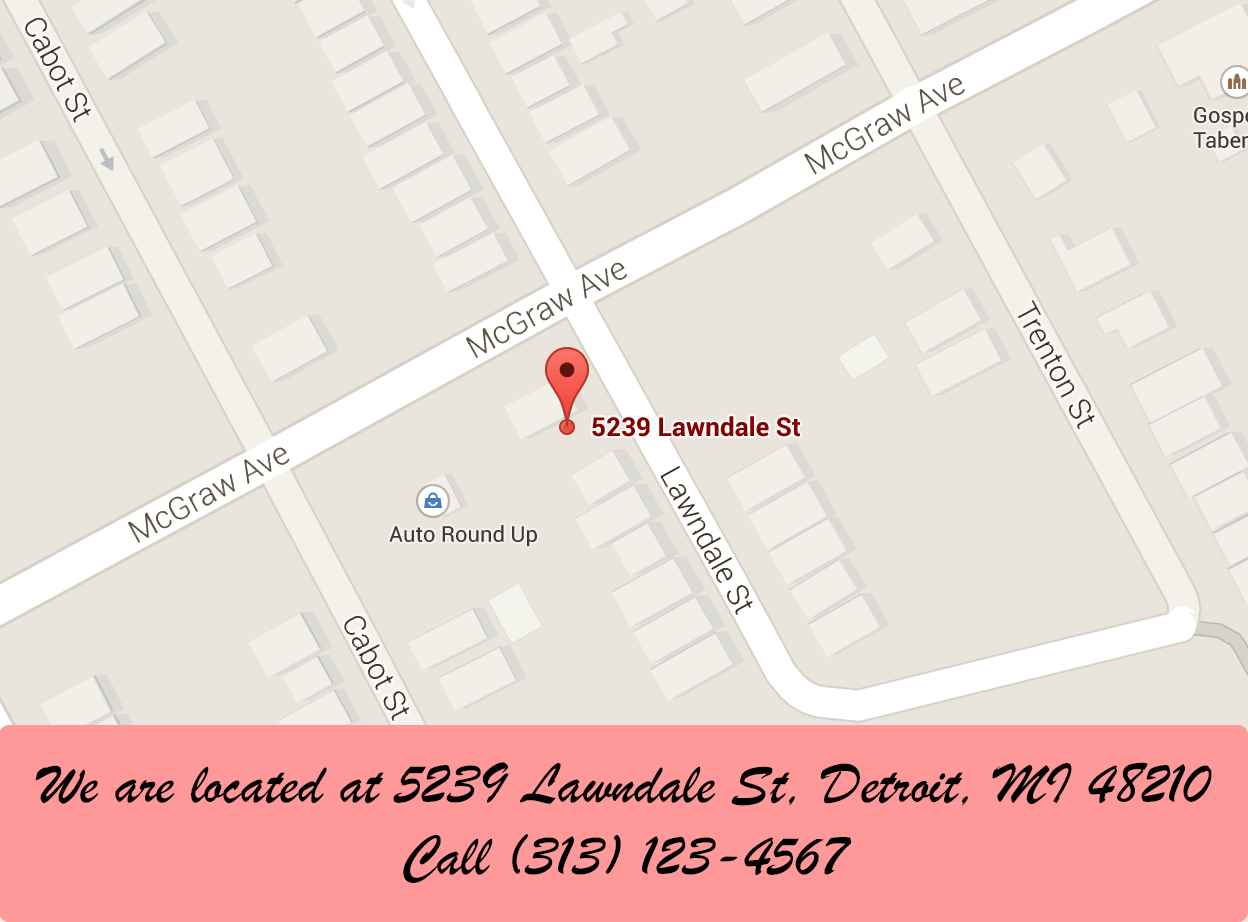 Cabot St
McGraw Ave
Gospe
Taber
McGraw Ave
Trenton St
5239 Lawndale St
McGraw Ave
Lawndale St
Auto Round Up
Cabot St
We are located at 5239 Lawndale St, Detroit, MI 48210
Call (313) 123-4567